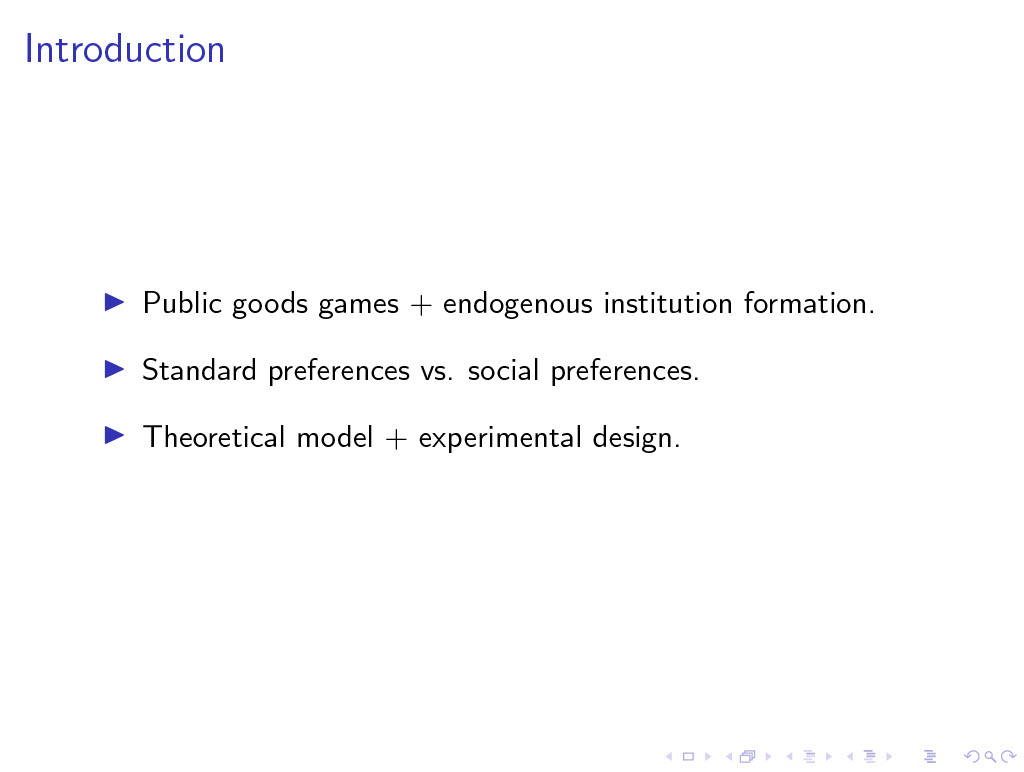 Introduction
Public goods games + endogenous institution formation.
Standard preferences vs. social preferences.
Theoretical model + experimental design.